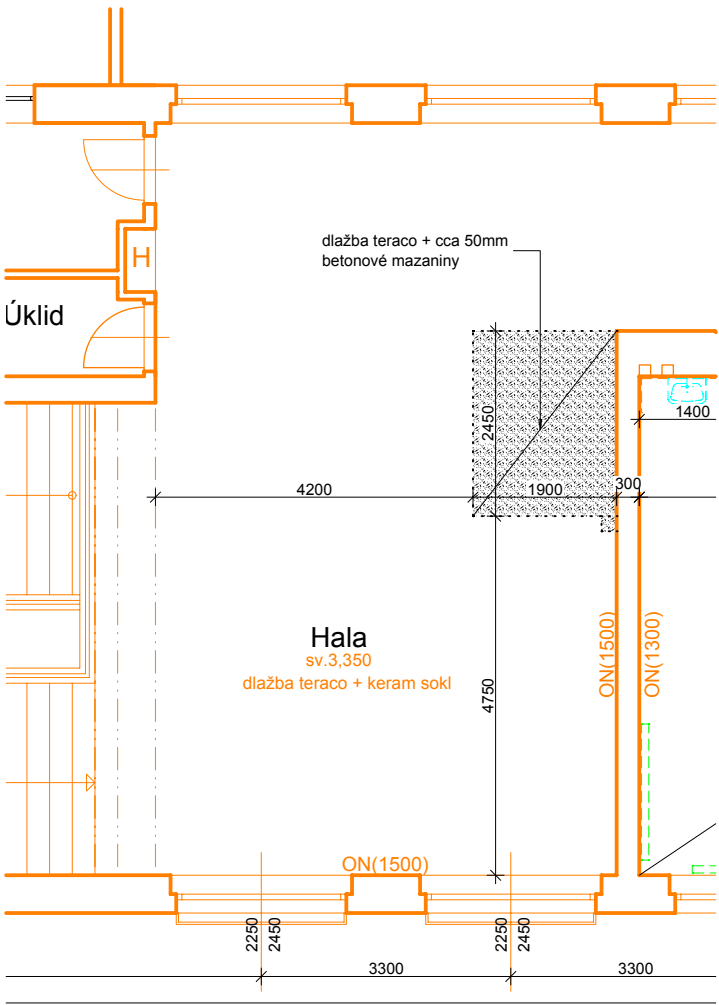 dlažba teraco + cca 50mm
betonové mazaniny
H
Úklid
2450
1400
4200
1900
300
Hala
sv.3,350
dlažba teraco + keram sokl
4750
ON(1500)
ON(1300)
ON(1500)
2250
2450
2250
2450
3300
3300